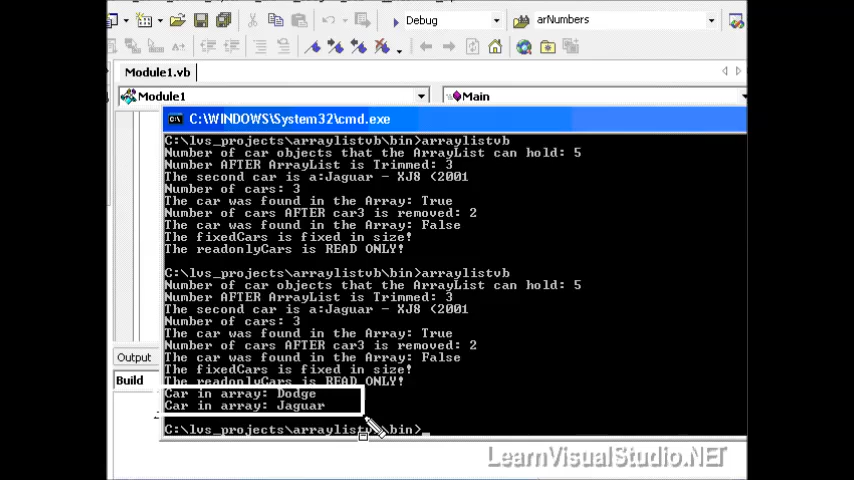 Debug
arNumbers
Module1.vb
Module1
Main
C:\WINDOWS\System32\cmd.exe
C:\lvs_projects\arraylistvb\bin>arraylistvb
Number of car objects that the ArrayList can hold: 5
Number AFTER ArrayList is Trimmed: 3
The second car is a:Jaguar - XJ8 (2001
Number of cars: 3
The car was found in the Array: True
Number of cars AFTER car3 is removed: 2
The car was found in the Array: False
The fixedCars is fixed in size!
The readonlyCars is READ ONLY!
C:\lvs_projects\arraylistvb\bin>arraylistvb
Number of car objects that the ArrayList can hold: 5
Number AFTER ArrayList is Trimmed: 3
The second car is a:Jaguar - XJ8 (2001
Number of cars: 3
The car was found in the Array: True
Number of cars AFTER car3 is removed: 2
The car was found in the Array: False
The fixedCars is fixed in size!
The readonlyCars is READ ONLY!
Car in array: Dodge
Car in array: Jaguar
C:\lvs_projects\arraylistvb\bin>_
Output
Build
LearnVisualStudio.NET